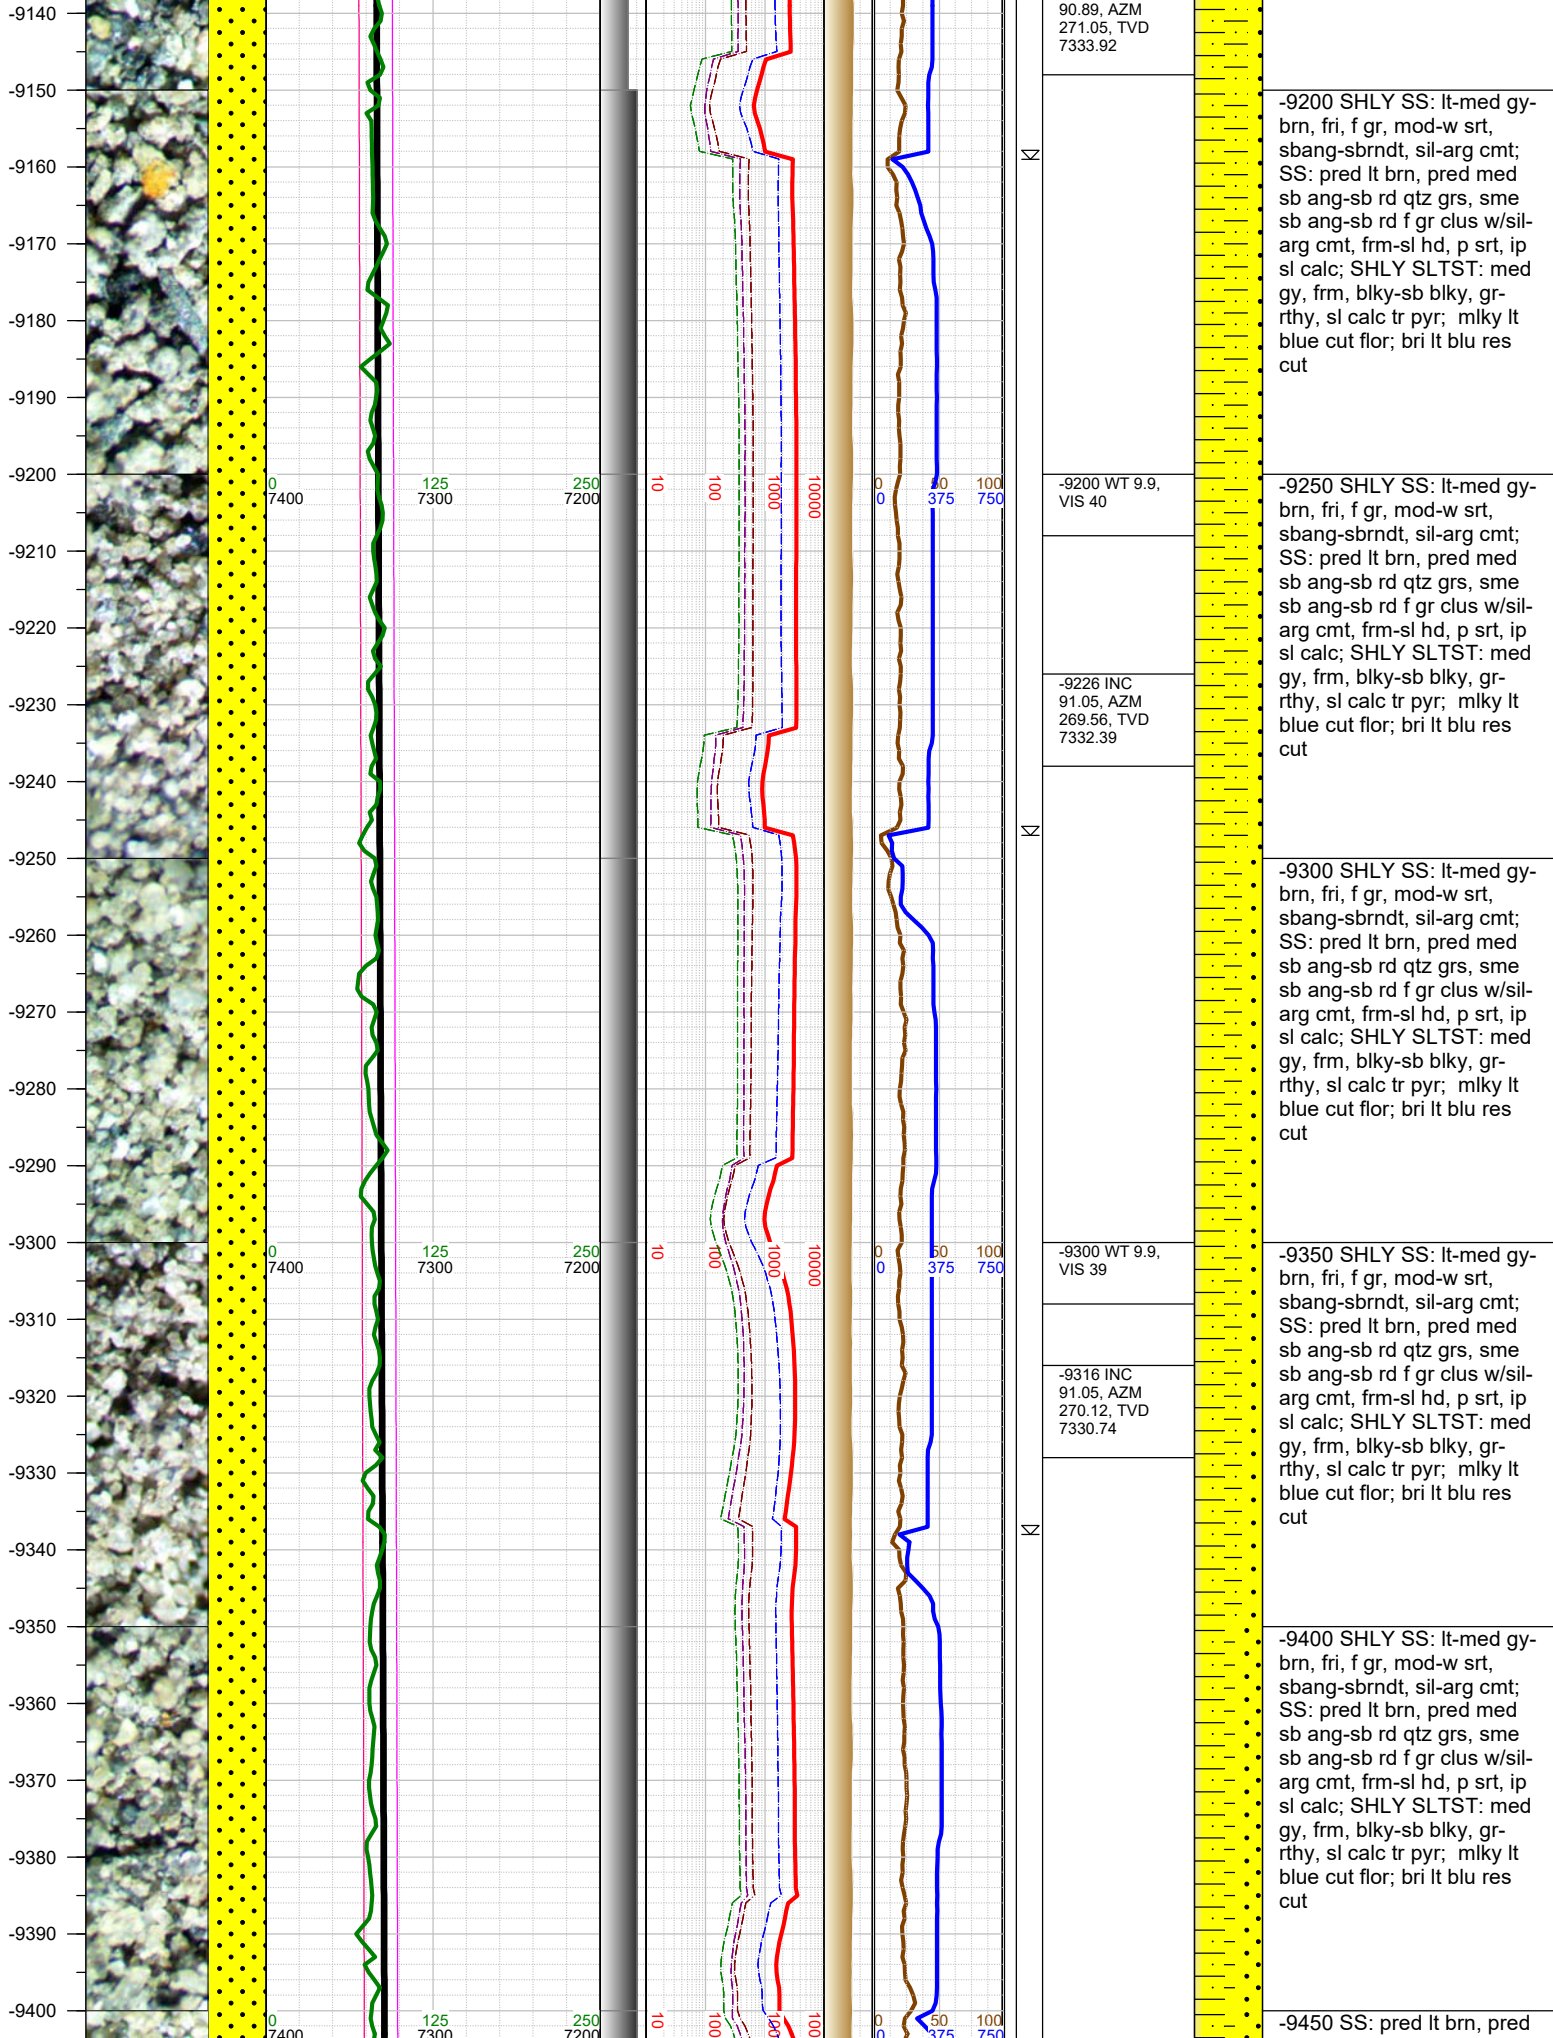 -9140
-9150
-9160
-9170
-9180
-9190
-9200
-9210
-9220
-9230
-9240
-9250
-9260
-9270
-9280
-9290
-9300
-9310
-9320
-9330
-9340
-9350
-9360
-9370
-9380
-9390
-9400
0 125 250
7400 7300 7200
10 100 1000 10000
0 50 100
0 375 750
0 125 250
7400 7300 7200
10 100 1000 10000
0 50 100
0 375 750
0 125 250
7400 7300 7200
10
0 50 100
0 375 750
90.89, AZM
271.05, TVD
7333.92
-9200 WT 9.9,
VIS 40
-9226 INC
91.05, AZM
269.56, TVD
7332.39
-9300 WT 9.9,
VIS 39
-9316 INC
91.05, AZM
270.12, TVD
7330.74
-9200 SHLY SS: lt-med gy-
brn, fri, f gr, mod-w srt,
sbang-sbrndt, sil-arg cmt;
SS: pred lt brn, pred med
sb ang-sb rd qtz grs, sme
sb ang-sb rd f gr clus w/sil-
arg cmt, frm-sl hd, p srt, ip
sl calc; SHLY SLTST: med
gy, frm, blky-sb blky, gr-
rthy, sl calc tr pyr;  mlky lt
blue cut flor; bri lt blu res
cut
-9250 SHLY SS: lt-med gy-
brn, fri, f gr, mod-w srt,
sbang-sbrndt, sil-arg cmt;
SS: pred lt brn, pred med
sb ang-sb rd qtz grs, sme
sb ang-sb rd f gr clus w/sil-
arg cmt, frm-sl hd, p srt, ip
sl calc; SHLY SLTST: med
gy, frm, blky-sb blky, gr-
rthy, sl calc tr pyr;  mlky lt
blue cut flor; bri lt blu res
cut
-9300 SHLY SS: lt-med gy-
brn, fri, f gr, mod-w srt,
sbang-sbrndt, sil-arg cmt;
SS: pred lt brn, pred med
sb ang-sb rd qtz grs, sme
sb ang-sb rd f gr clus w/sil-
arg cmt, frm-sl hd, p srt, ip
sl calc; SHLY SLTST: med
gy, frm, blky-sb blky, gr-
rthy, sl calc tr pyr;  mlky lt
blue cut flor; bri lt blu res
cut
-9350 SHLY SS: lt-med gy-
brn, fri, f gr, mod-w srt,
sbang-sbrndt, sil-arg cmt;
SS: pred lt brn, pred med
sb ang-sb rd qtz grs, sme
sb ang-sb rd f gr clus w/sil-
arg cmt, frm-sl hd, p srt, ip
sl calc; SHLY SLTST: med
gy, frm, blky-sb blky, gr-
rthy, sl calc tr pyr;  mlky lt
blue cut flor; bri lt blu res
cut
-9400 SHLY SS: lt-med gy-
brn, fri, f gr, mod-w srt,
sbang-sbrndt, sil-arg cmt;
SS: pred lt brn, pred med
sb ang-sb rd qtz grs, sme
sb ang-sb rd f gr clus w/sil-
arg cmt, frm-sl hd, p srt, ip
sl calc; SHLY SLTST: med
gy, frm, blky-sb blky, gr-
rthy, sl calc tr pyr;  mlky lt
blue cut flor; bri lt blu res
cut
-9450 SS: pred lt brn, pred